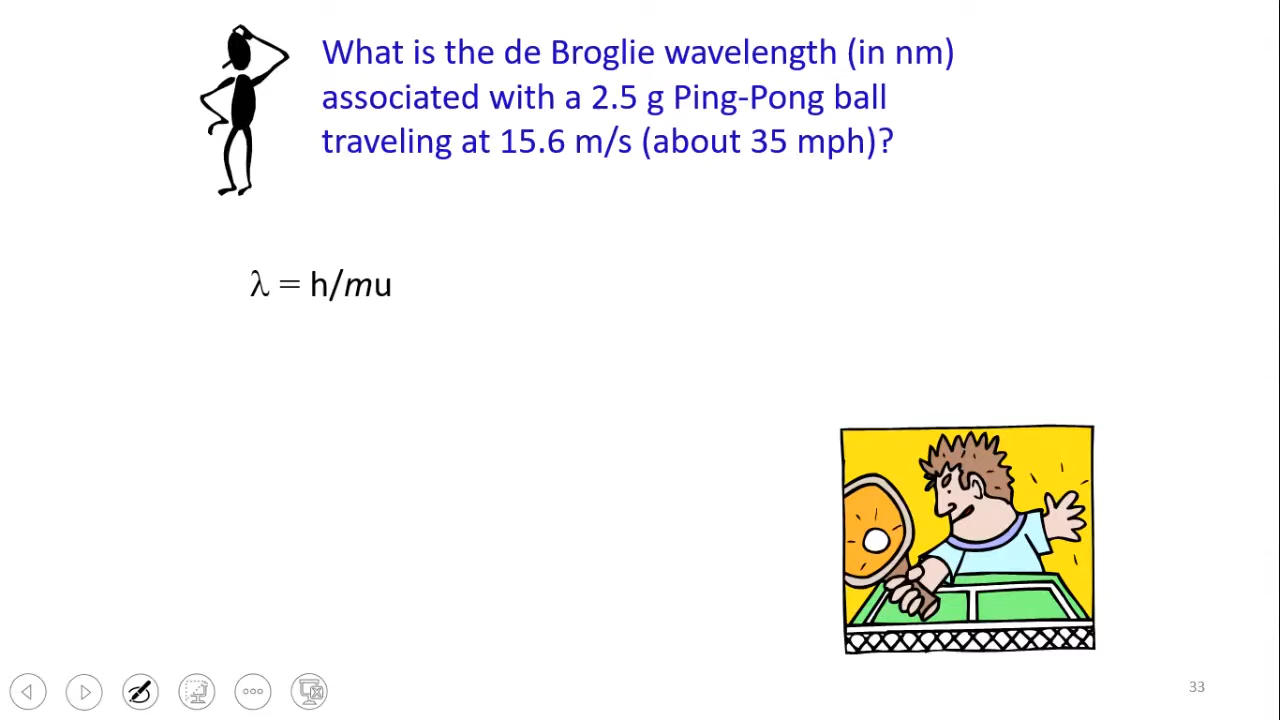 What is the de Broglie wavelength (in nm)
associated with a 2.5 g Ping-Pong ball
traveling at 15.6 m/s (about 35 mph)?
λ = h/mu
33